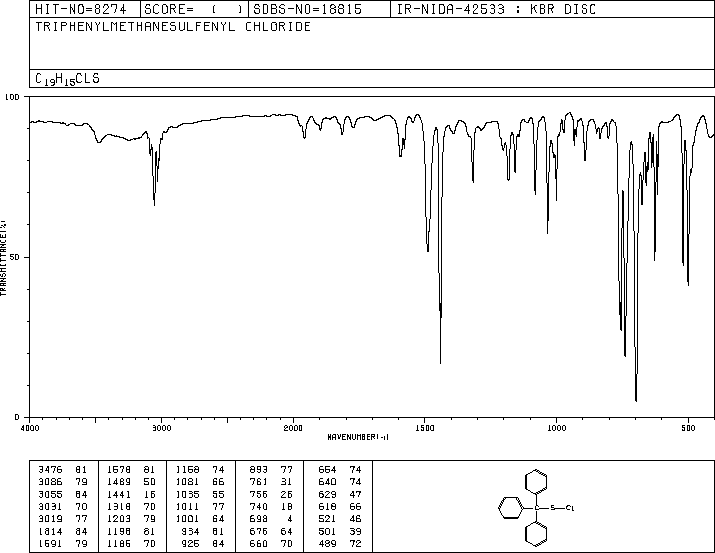 HIT-NO=8274 SCORE= ( ) SDBS-NO=18815 IR-NIDA-42533 : KBR DISC
TRIPHENYLMETHANESULFENYL CHLORIDE
C19H15CLS
100
50
0
TRANSMITTANCE(%)
4000 3000 2000 1500 1000 500
WAVENUMBER(-1)
3476 81 1578 81 1158 74 893 77 664 74
3086 79 1489 50 1081 66 761 31 640 74
3055 64 1441 16 1035 55 756 26 629 47
3031 70 1318 70 1011 77 740 18 618 66
3019 77 1203 79 1001 64 698 4 521 46
1814 84 1198 81 934 81 676 64 501 39
1591 79 1185 70 926 84 660 70 489 72
C S Cl